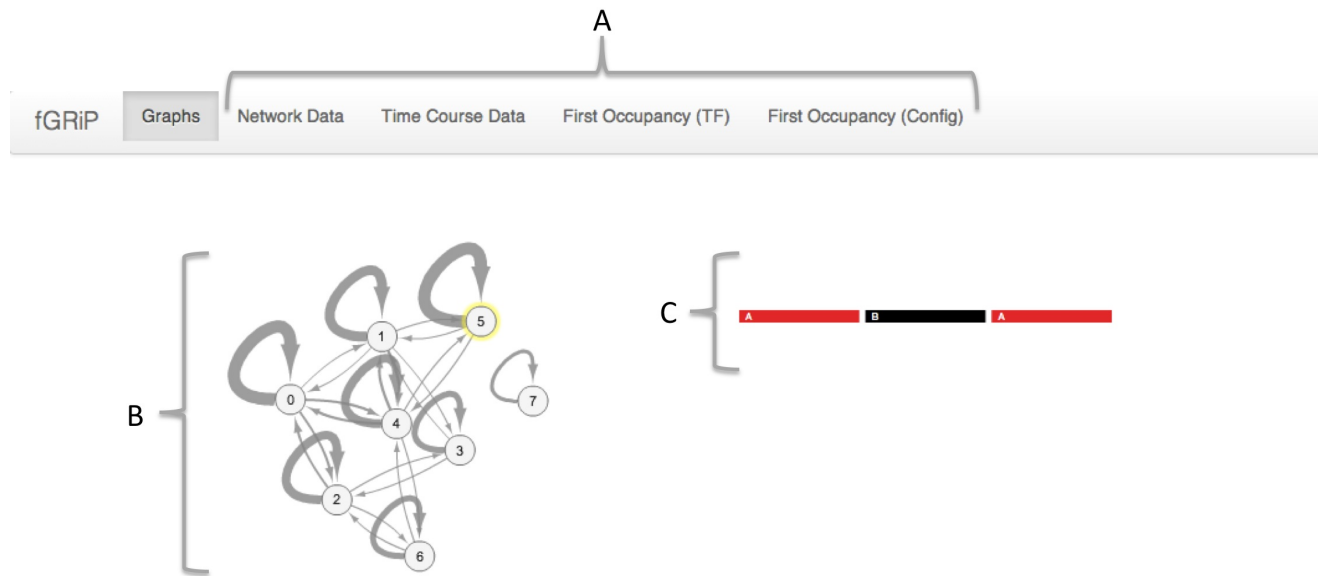 A
fGRiP Graphs Network Data Time Course Data First Occupancy (TF) First Occupancy (Config)
B
5
1
7
0
4
3
2
6
C
A B A